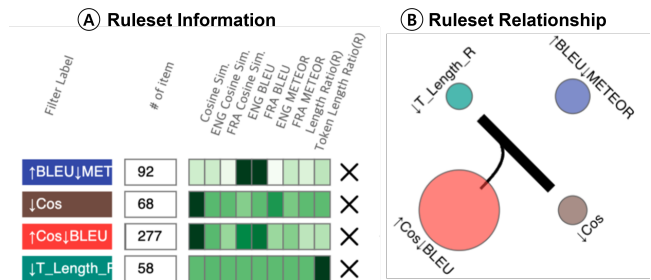 A Ruleset Information
Filter Label
# of item
Cosine Sim.
ENG Cosine Sim.
FRA Cosine Sim.
ENG BLEU
FRA BLEU
ENG METEOR
FRA METEOR
Length Ratio(R)
Token Length Ratio(R)
↑BLEU↓MET 92
↓Cos 68
↑Cos↓BLEU 277
↓T_Length_F 58
B Ruleset Relationship
↓T_Length_R
↑BLEU↓METEOR
↑Cos↓BLEU
↓Cos